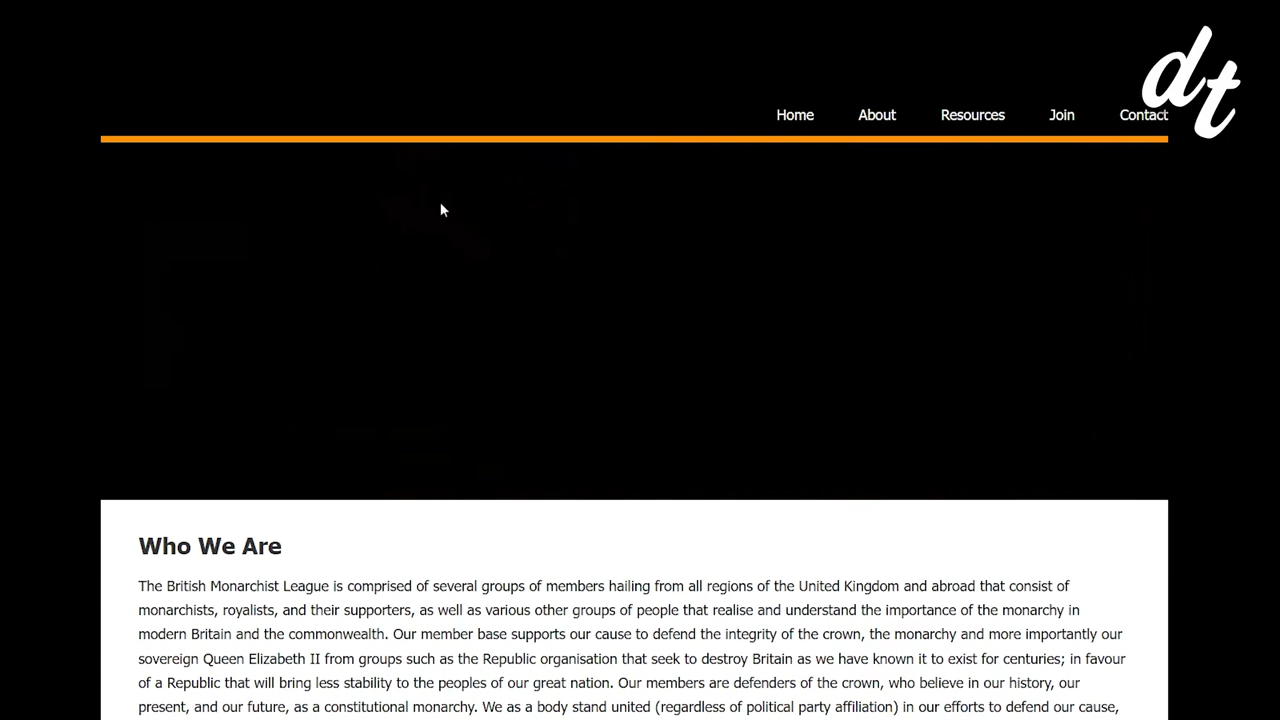 dt
Home About Resources Join Contact
Who We Are
The British Monarchist League is comprised of several groups of members hailing from all regions of the United Kingdom and abroad that consist of
monarchists, royalists, and their supporters, as well as various other groups of people that realise and understand the importance of the monarchy in
modern Britain and the commonwealth. Our member base supports our cause to defend the integrity of the crown, the monarchy and more importantly our
sovereign Queen Elizabeth II from groups such as the Republic organisation that seek to destroy Britain as we have known it to exist for centuries; in favour
of a Republic that will bring less stability to the peoples of our great nation. Our members are defenders of the crown, who believe in our history, our
present, and our future, as a constitutional monarchy. We as a body stand united (regardless of political party affiliation) in our efforts to defend our cause,